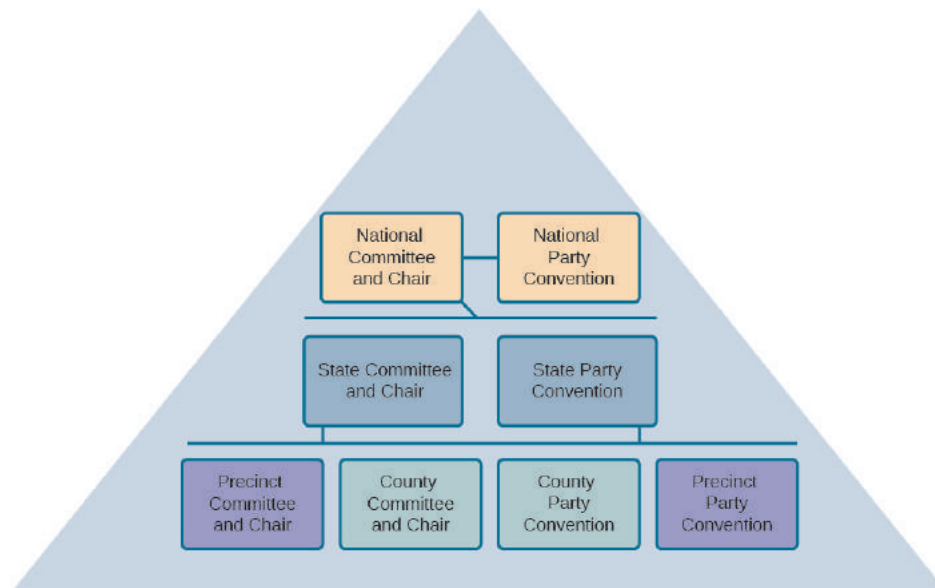 National
Committee
and Chair
National
Party
Convention
State Committee
and Chair
State Party
Convention
Precinct
Committee
and Chair
County
Committee
and Chair
County
Party
Convention
Precinct
Party
Convention